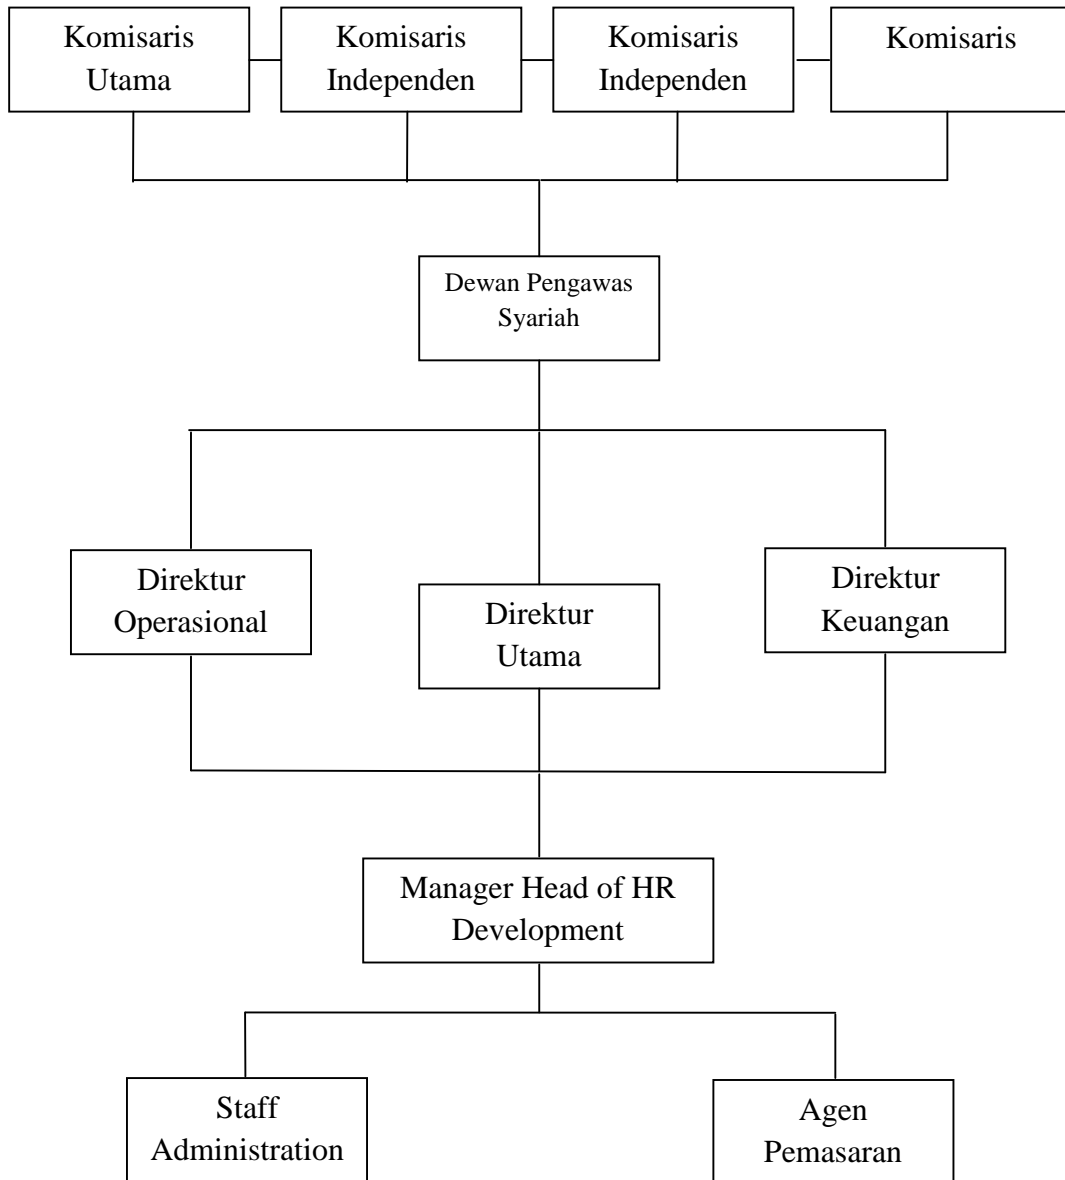 Komisaris
Utama
Komisaris
Independen
Komisaris
Independen
Komisaris
Dewan Pengawas
Syariah
Direktur
Operasional
Direktur
Utama
Direktur
Keuangan
Manager Head of HR
Development
Staff
Administration
Agen
Pemasaran